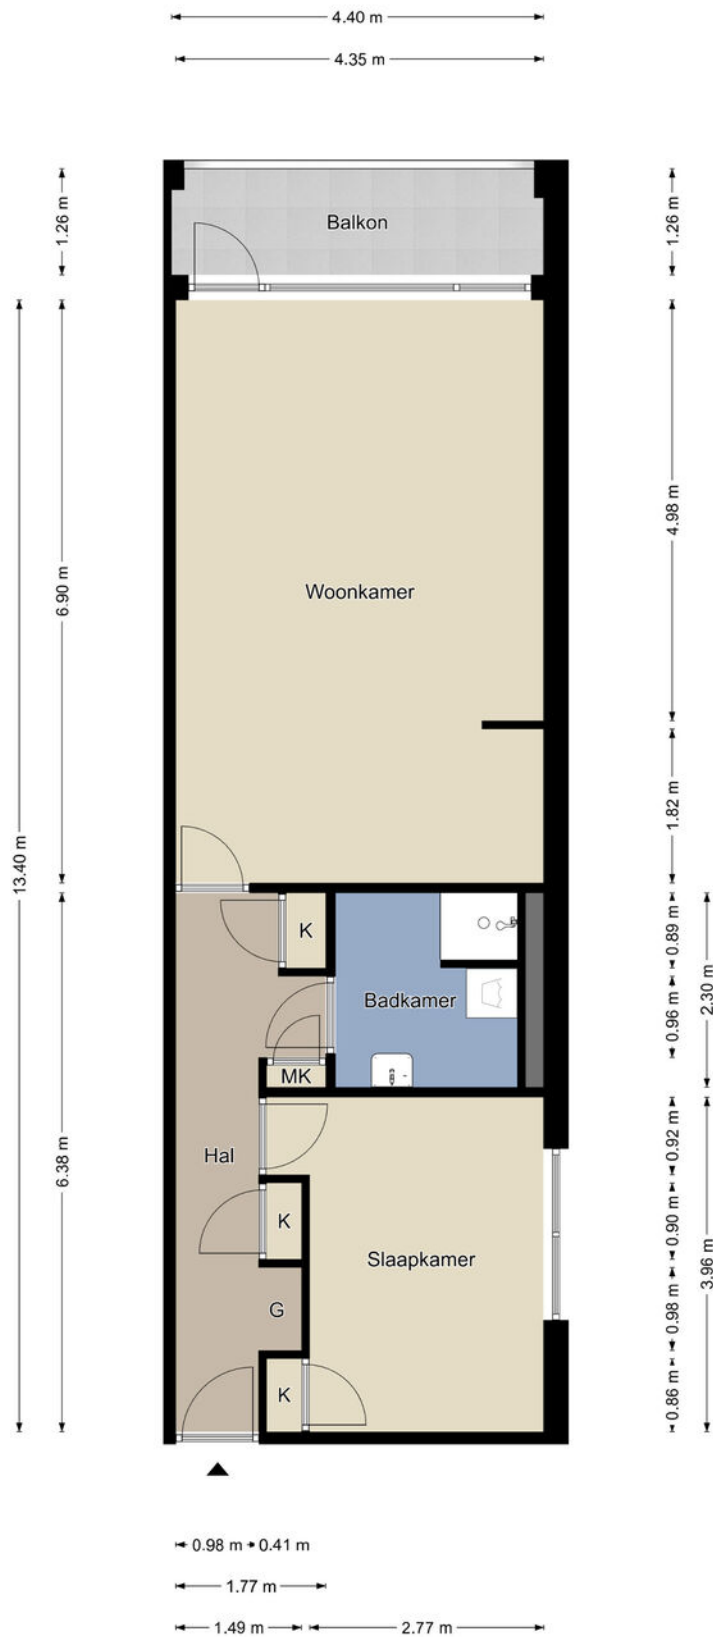 4.40 m
4.35 m
1.26 m
1.26 m
Balkon
13.40 m
6.90 m
4.98 m
Woonkamer
1.82 m
6.38 m
K
0.89 m
2.30 m
Badkamer
0.96 m
MK
Hal
0.92 m
K
0.90 m
3.96 m
Slaapkamer
G
0.98 m
K
0.86 m
0.98 m 0.41 m
1.77 m
1.49 m 2.77 m